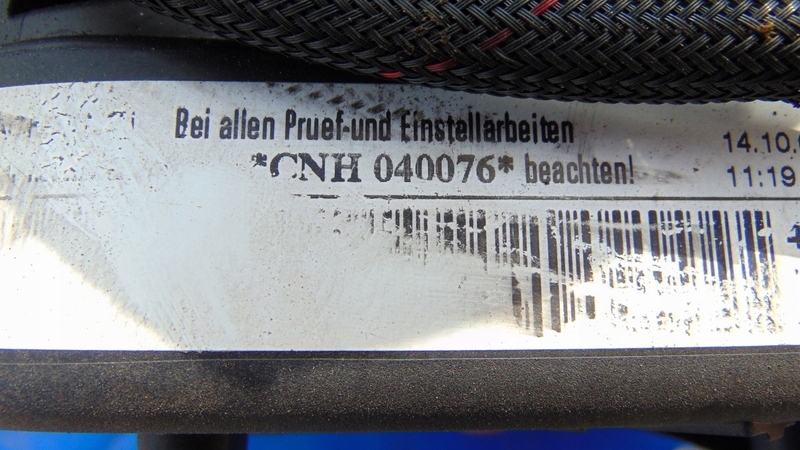 Bei allen Pruef-und Einstellarbeiten
*CNH 040076* beachten!
14.10.
11:19